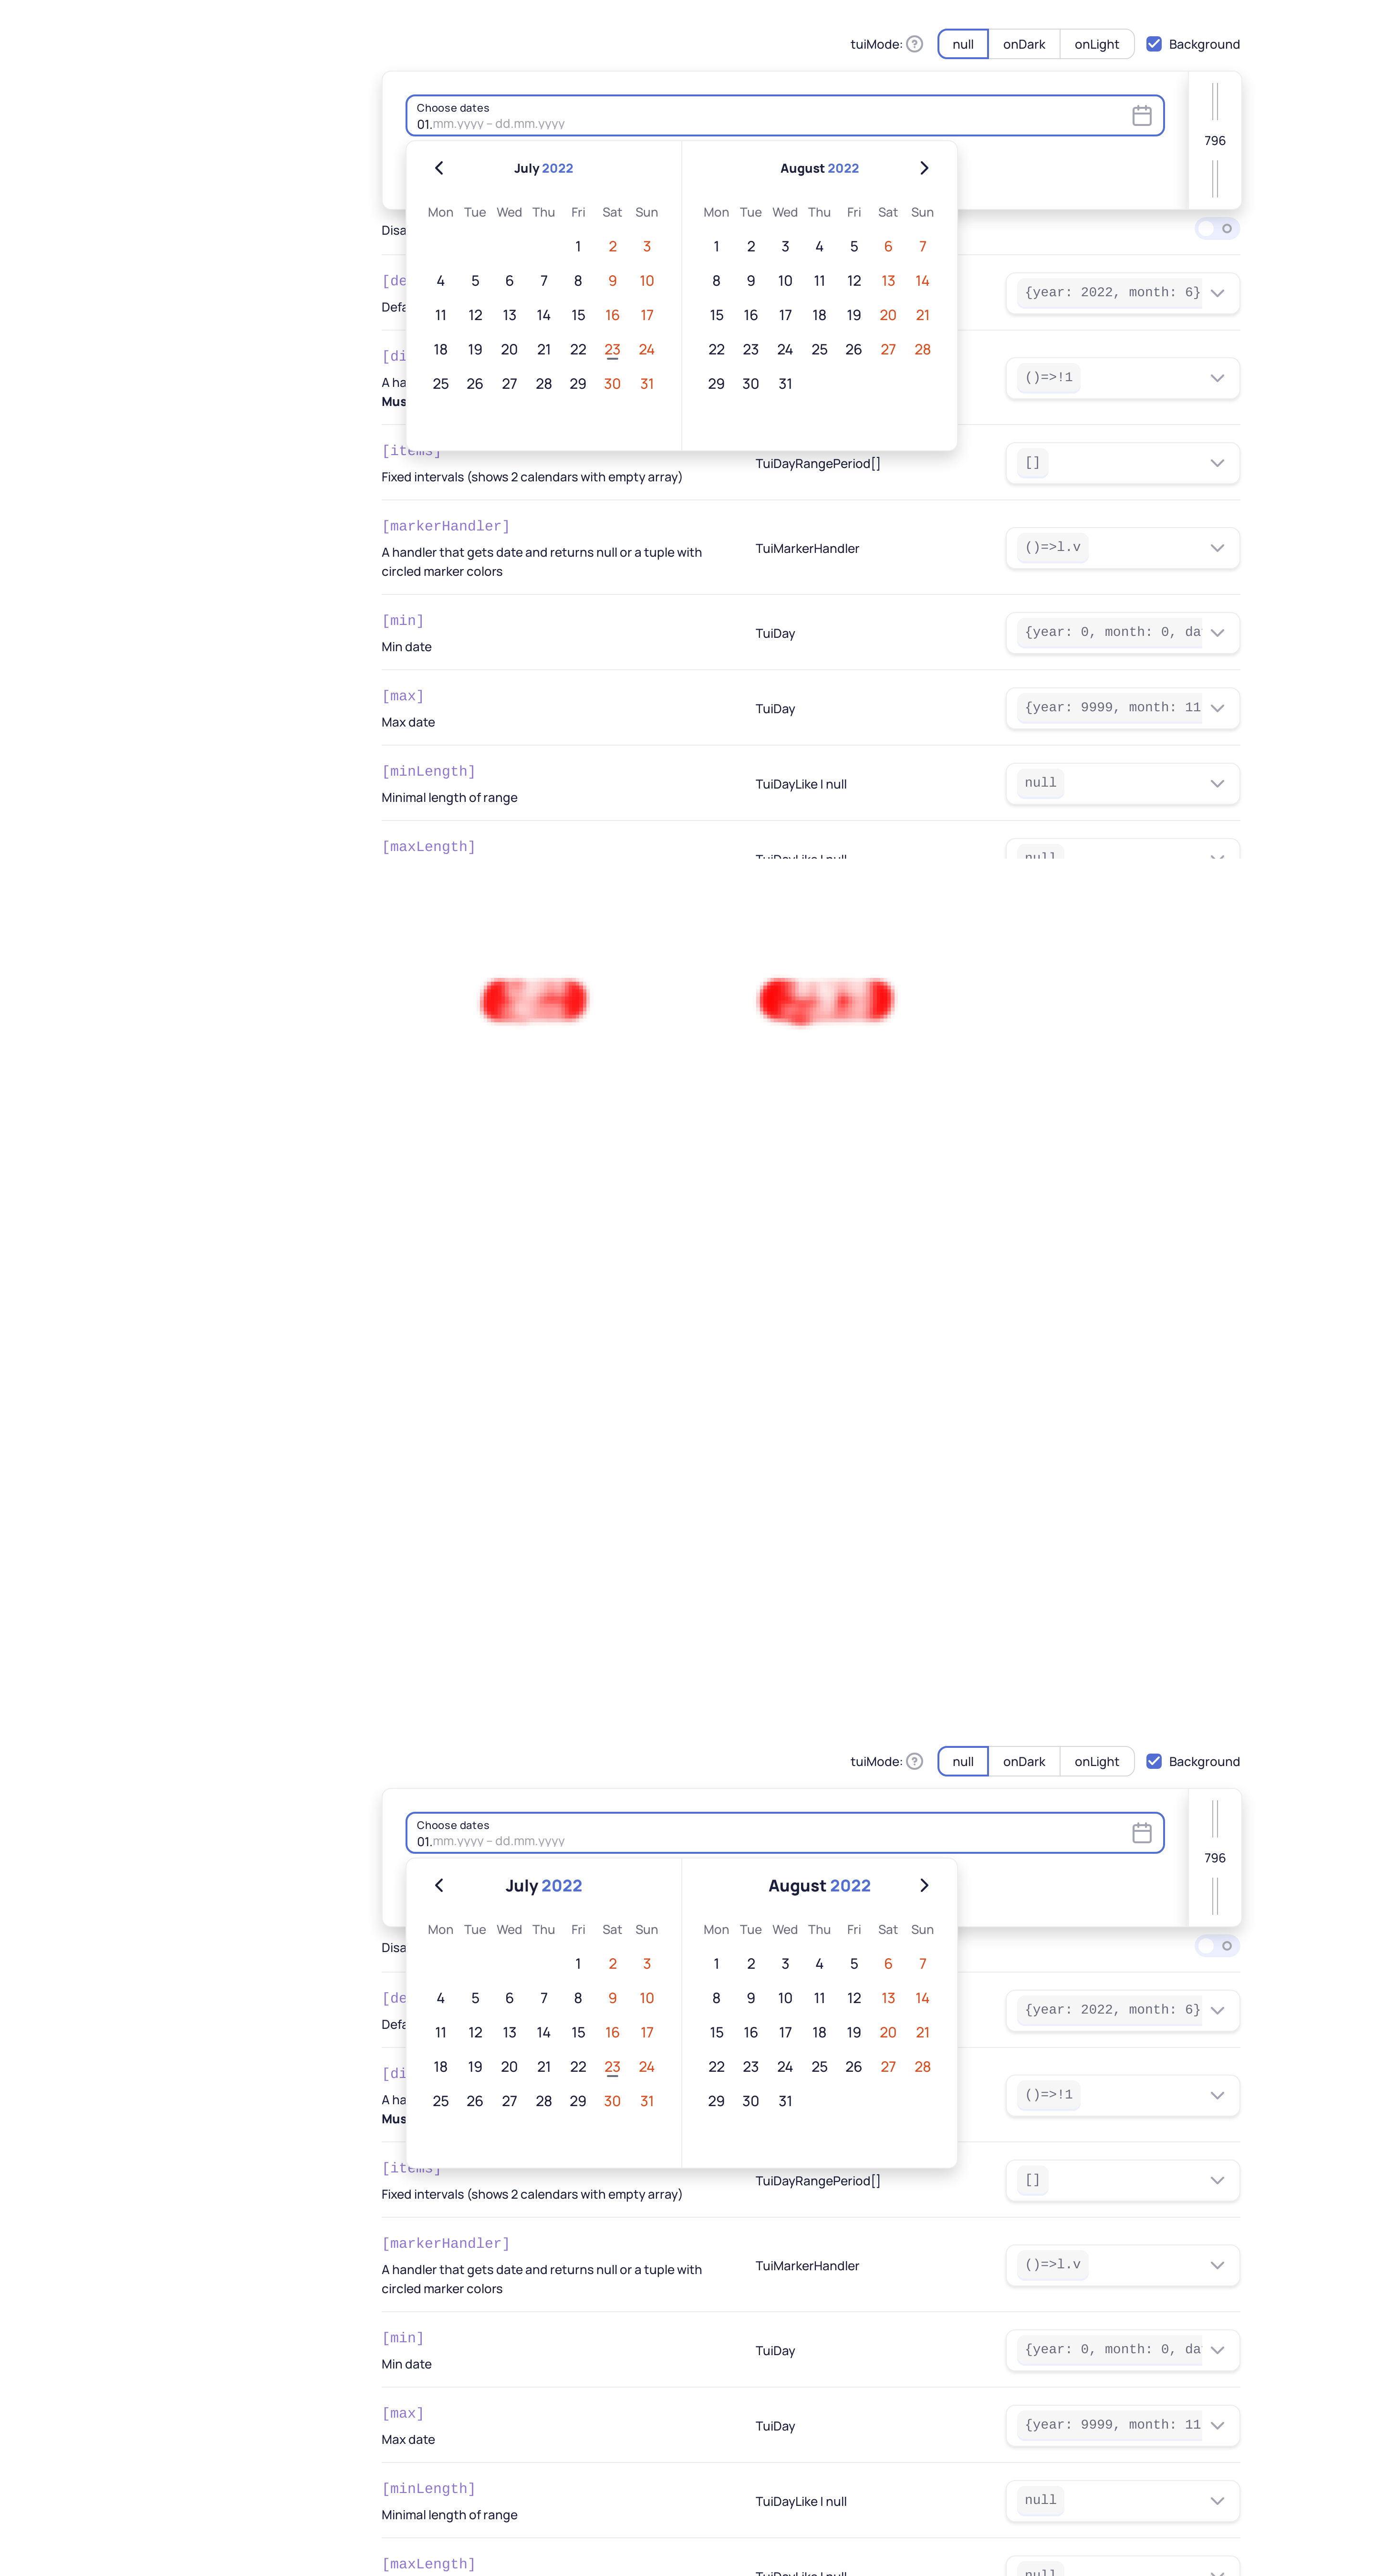 tuiMode: ? null onDark onLight Background
Choose dates
01.mm.yyyy – dd.mm.yyyy
796
July 2022 August 2022
Mon Tue Wed Thu Fri Sat Sun Mon Tue Wed Thu Fri Sat Sun
1 2 3 1 2 3 4 5 6 7
4 5 6 7 8 9 10 8 9 10 11 12 13 14
11 12 13 14 15 16 17 15 16 17 18 19 20 21
18 19 20 21 22 23 24 22 23 24 25 26 27 28
25 26 27 28 29 30 31 29 30 31
Disa
[de
Defa
{year: 2022, month: 6}
[di
A ha
Mus
()=>!1
[items]
Fixed intervals (shows 2 calendars with empty array)
TuiDayRangePeriod[]
[]
[markerHandler]
A handler that gets date and returns null or a tuple with
circled marker colors
TuiMarkerHandler
()=>l.v
[min]
Min date
TuiDay
{year: 0, month: 0, da
[max]
Max date
TuiDay
{year: 9999, month: 11
[minLength]
Minimal length of range
TuiDayLike | null
null
[maxLength]
TuiDayLike | null
null
tuiMode: ? null onDark onLight Background
Choose dates
01.mm.yyyy – dd.mm.yyyy
796
July 2022 August 2022
Mon Tue Wed Thu Fri Sat Sun Mon Tue Wed Thu Fri Sat Sun
1 2 3 1 2 3 4 5 6 7
4 5 6 7 8 9 10 8 9 10 11 12 13 14
11 12 13 14 15 16 17 15 16 17 18 19 20 21
18 19 20 21 22 23 24 22 23 24 25 26 27 28
25 26 27 28 29 30 31 29 30 31
Disa
[de
Defa
{year: 2022, month: 6}
[di
A ha
Mus
()=>!1
[items]
Fixed intervals (shows 2 calendars with empty array)
TuiDayRangePeriod[]
[]
[markerHandler]
A handler that gets date and returns null or a tuple with
circled marker colors
TuiMarkerHandler
()=>l.v
[min]
Min date
TuiDay
{year: 0, month: 0, da
[max]
Max date
TuiDay
{year: 9999, month: 11
[minLength]
Minimal length of range
TuiDayLike | null
null
[maxLength]
TuiDayLike | null
null